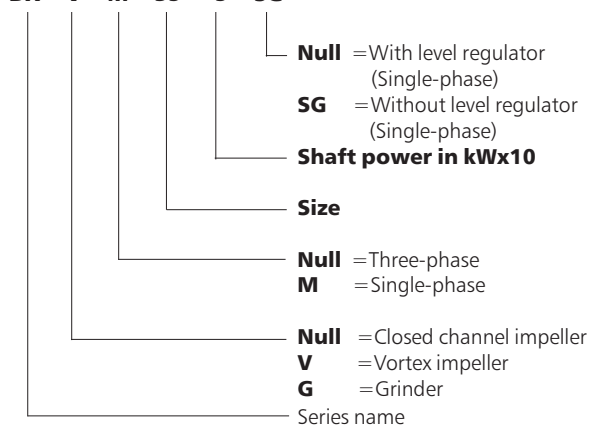 Null =With level regulator
(Single-phase)
SG =Without level regulator
(Single-phase)
Shaft power in kWx10
Size
Null =Three-phase
M =Single-phase
Null =Closed channel impeller
V =Vortex impeller
G =Grinder
Series name